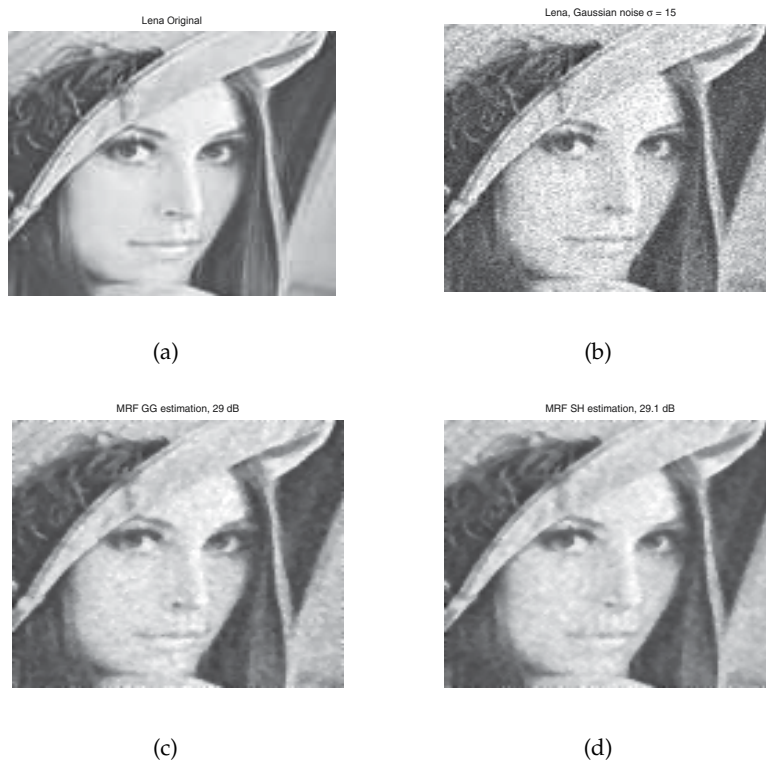 Lena Original
Lena, Gaussian noise σ = 15
(a)
(b)
MRF GG estimation, 29 dB
MRF SH estimation, 29.1 dB
(c)
(d)